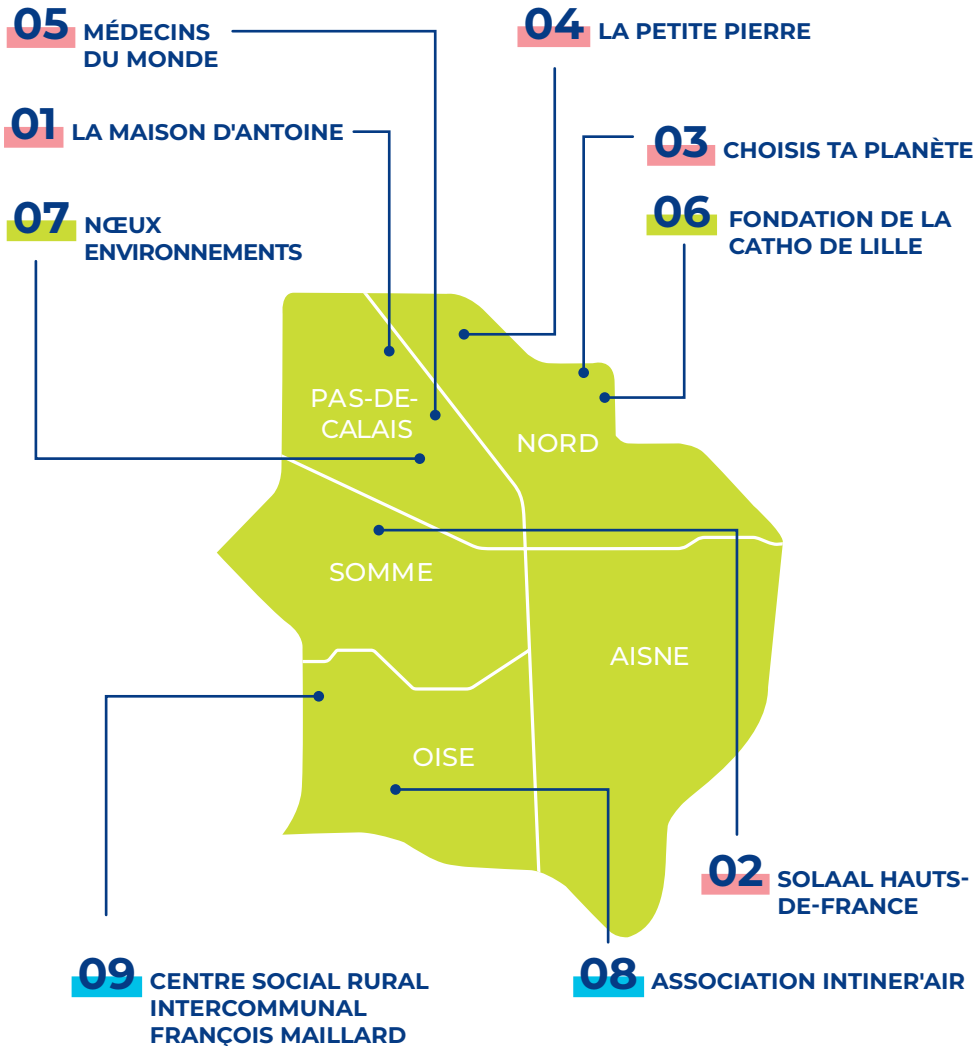 05 MÉDECINS
DU MONDE
04 LA PETITE PIERRE
01 LA MAISON D'ANTOINE
03 CHOISIS TA PLANÈTE
07 NŒUX
ENVIRONNEMENTS
06 FONDATION DE LA
CATHO DE LILLE
PAS-DE-
CALAIS
NORD
SOMME
AISNE
OISE
02 SOLAAL HAUTS-
DE-FRANCE
09 CENTRE SOCIAL RURAL
INTERCOMMUNAL
FRANÇOIS MAILLARD
08 ASSOCIATION INTINER'AIR